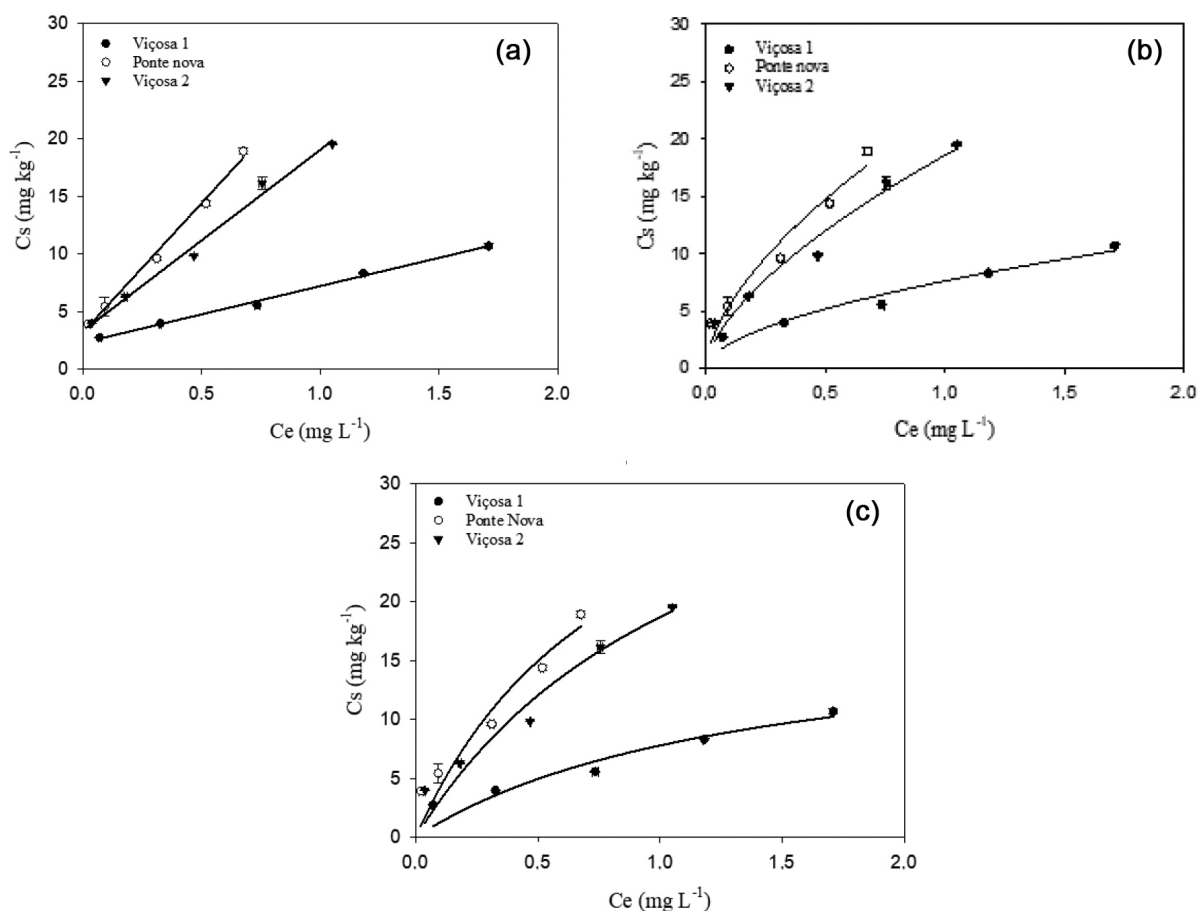 30
25
20
15
10
5
0
Cs (mg kg⁻¹)
Viçosa 1
Ponte nova
Viçosa 2
(a)
0.0 0.5 1.0 1.5 2.0
Ce (mg L⁻¹)
30
25
20
15
10
5
0
Cs (mg kg⁻¹)
Viçosa 1
Ponte nova
Viçosa 2
(b)
0.0 0,5 1,0 1,5 2.0
Ce (mg L⁻¹)
30
25
20
15
10
5
0
Cs (mg kg⁻¹)
Viçosa 1
Ponte Nova
Viçosa 2
(c)
0,0 0,5 1,0 1,5 2,0
Ce (mg L⁻¹)